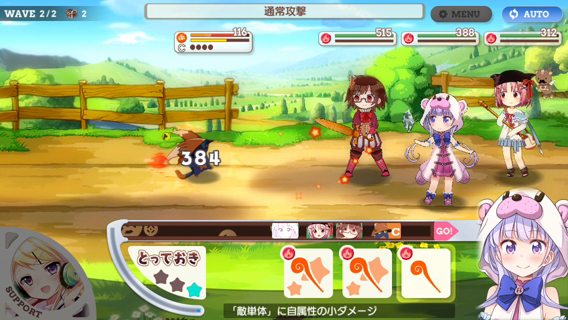 WAVE 2/2 2
通常攻撃
MENU
AUTO
116
C
515
388
312
384
C
GO!
とっておき
SUPPORT
「敵単体」に自属性の小ダメージ